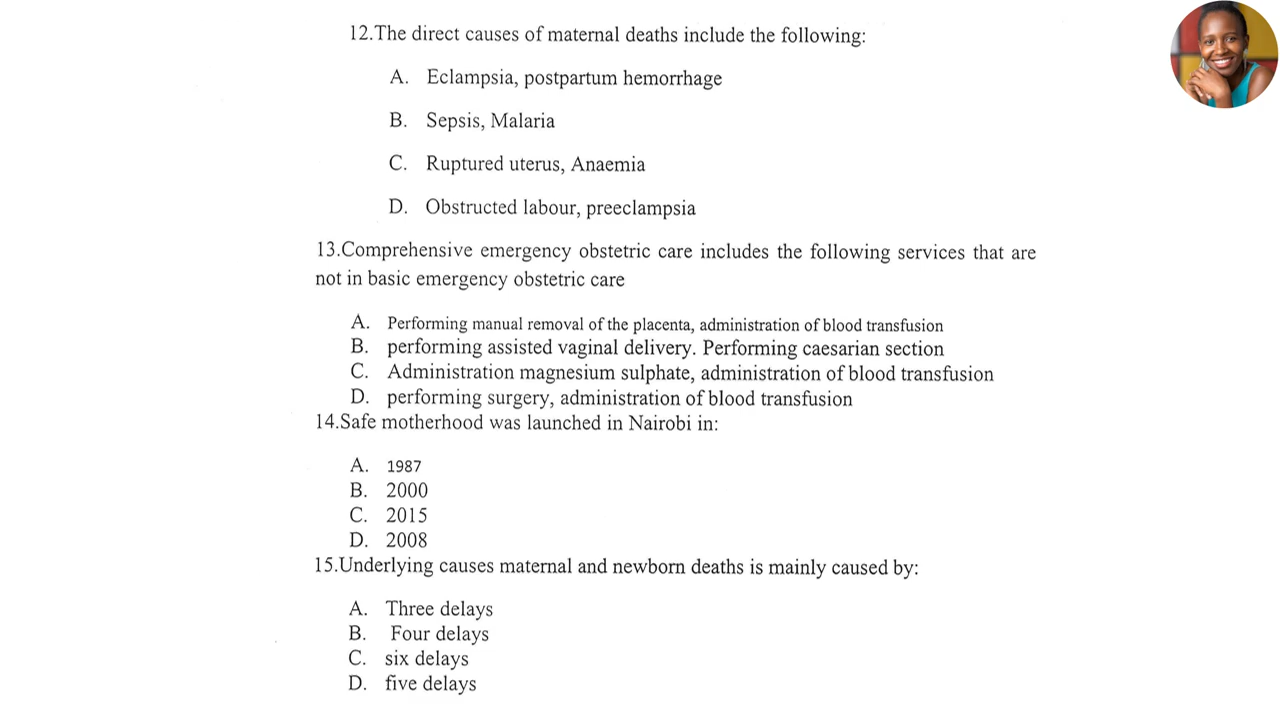 12.The direct causes of maternal deaths include the following:
A. Eclampsia, postpartum hemorrhage
B. Sepsis, Malaria
C. Ruptured uterus, Anaemia
D. Obstructed labour, preeclampsia
13.Comprehensive emergency obstetric care includes the following services that are
not in basic emergency obstetric care
A. Performing manual removal of the placenta, administration of blood transfusion
B. performing assisted vaginal delivery. Performing caesarian section
C. Administration magnesium sulphate, administration of blood transfusion
D. performing surgery, administration of blood transfusion
14.Safe motherhood was launched in Nairobi in:
A. 1987
B. 2000
C. 2015
D. 2008
15.Underlying causes maternal and newborn deaths is mainly caused by:
A. Three delays
B. Four delays
C. six delays
D. five delays